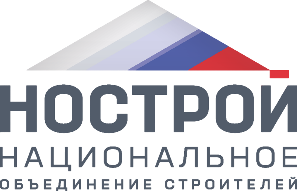 НОСТРОЙ
НАЦИОНАЛЬНОЕ
ОБЪЕДИНЕНИЕ СТРОИТЕЛЕЙ